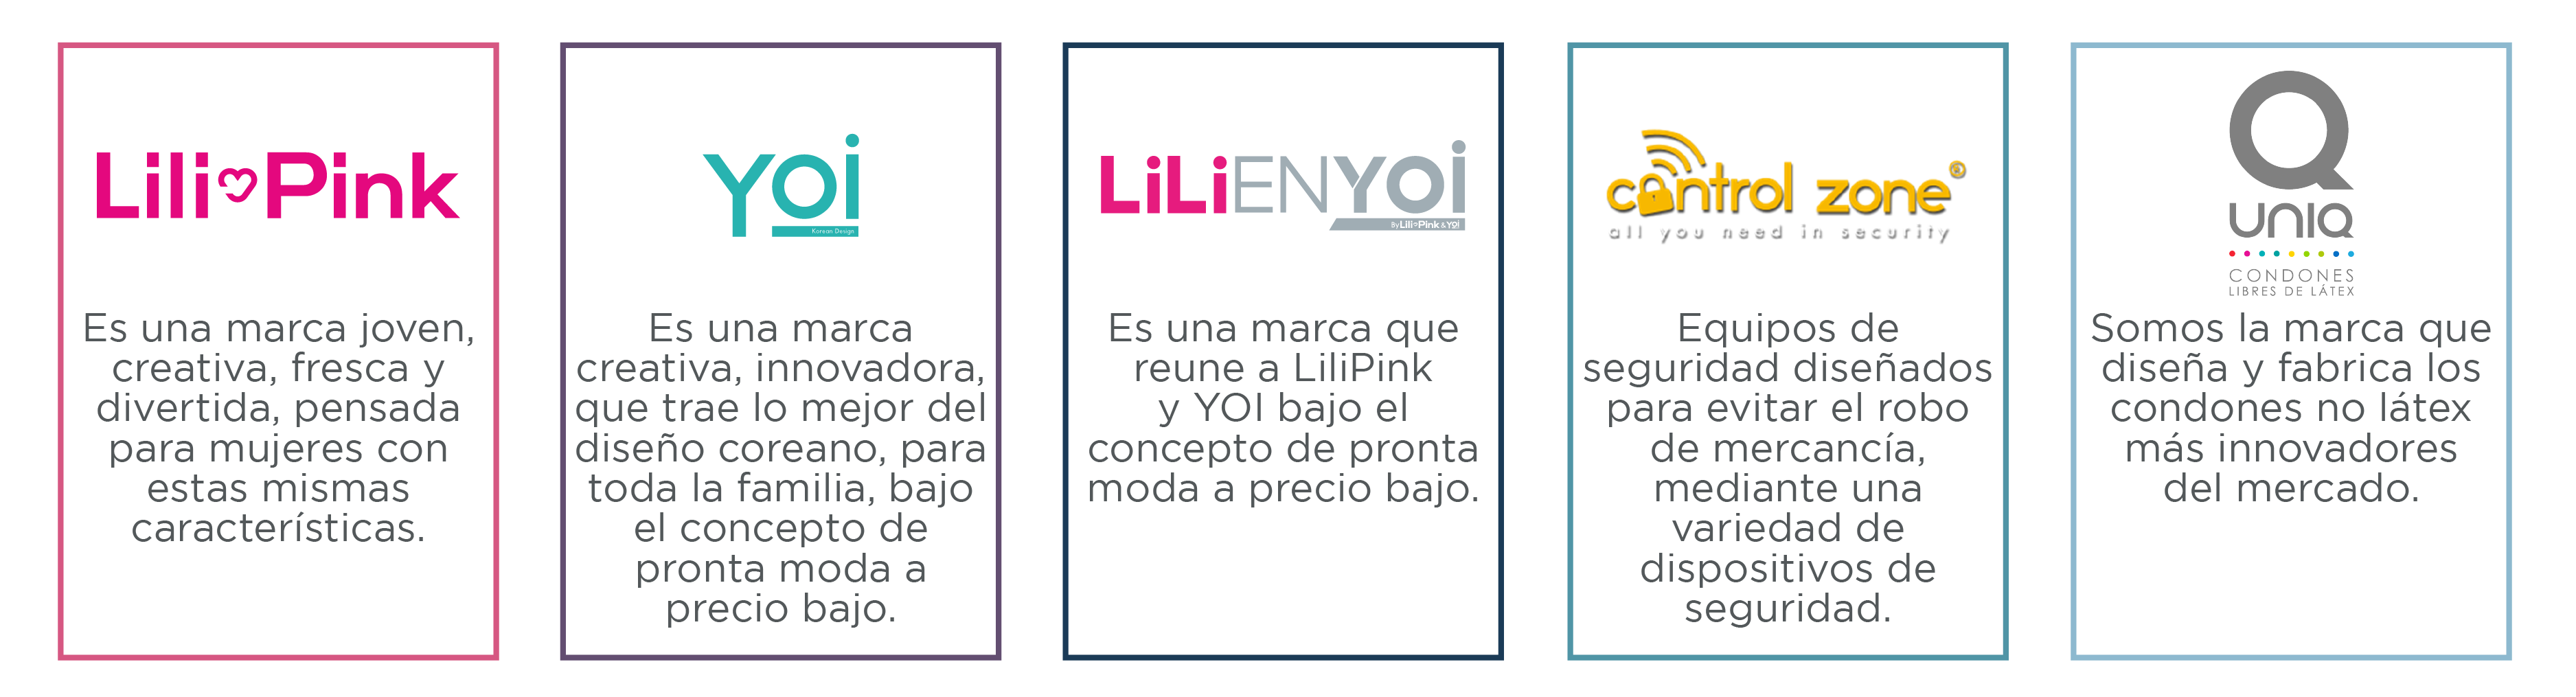 Lili Pink
Es una marca joven,
creativa, fresca y
divertida, pensada
para mujeres con
estas mismas
características.
YOi
Korean Design
Es una marca
creativa, innovadora,
que trae lo mejor del
diseño coreano, para
toda la familia, bajo
el concepto de
pronta moda a
precio bajo.
LiLiENYOi
By Lili Pink & YOi
Es una marca que
reune a LiliPink
y YOI bajo el
concepto de pronta
moda a precio bajo.
control zone®
all you need in security
Equipos de
seguridad diseñados
para evitar el robo
de mercancía,
mediante una
variedad de
dispositivos de
seguridad.
Q
UNIQ
CONDONES
LIBRES DE LÁTEX
Somos la marca que
diseña y fabrica los
condones no látex
más innovadores
del mercado.